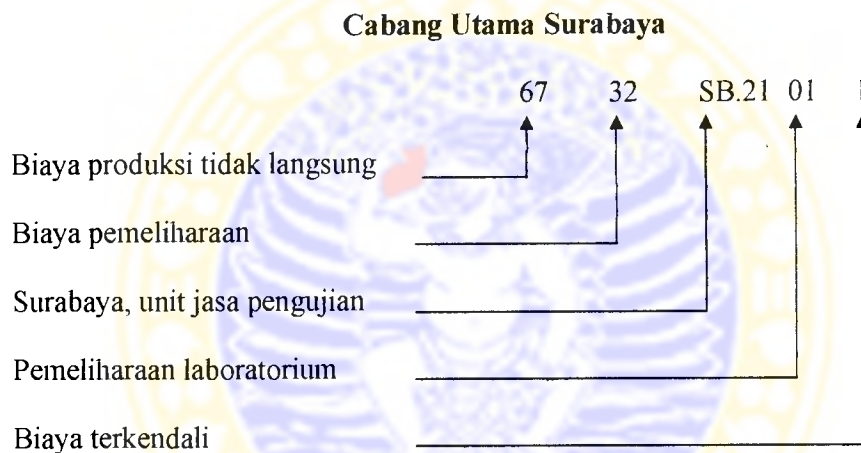 Cabang Utama Surabaya
67 32 SB.21 01
Biaya produksi tidak langsung
Biaya pemeliharaan
Surabaya, unit jasa pengujian
Pemeliharaan laboratorium
Biaya terkendali